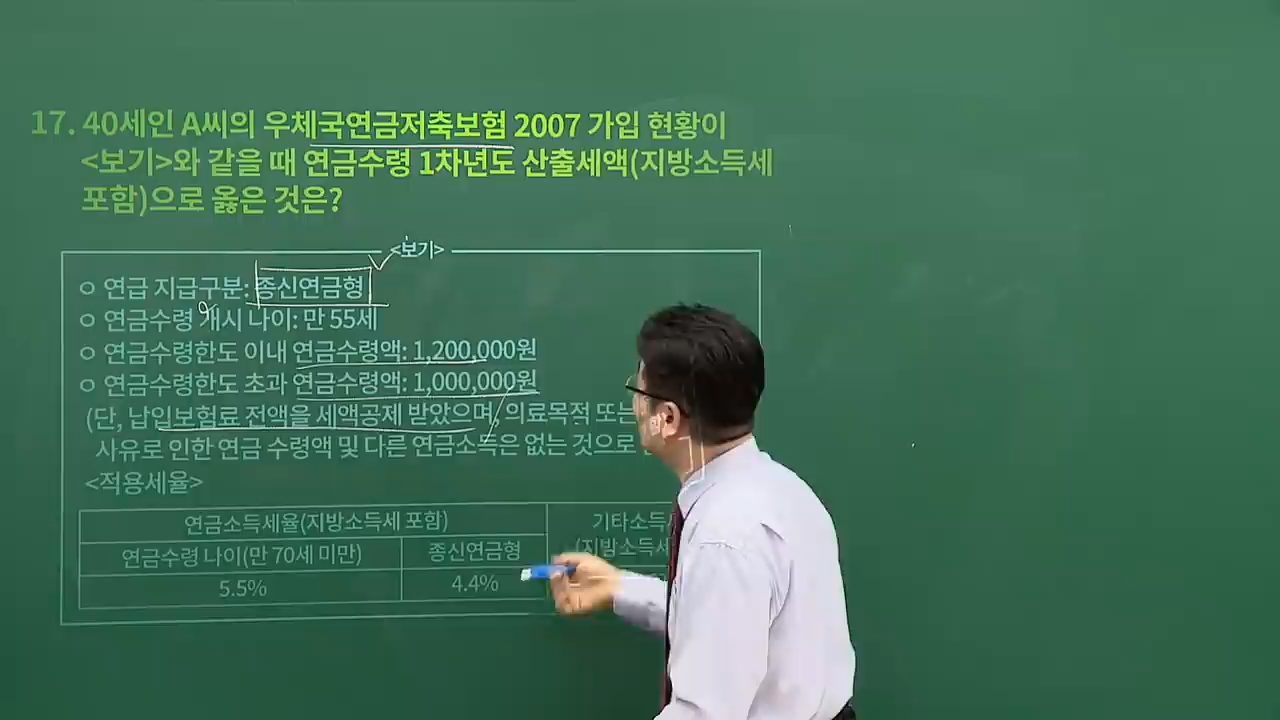 17. 40세인 A씨의 우체국연금저축보험 2007 가입 현황이
<보기>와 같을 때 연금수령 1차년도 산출세액(지방소득세
포함)으로 옳은 것은?
<보기>
○ 연급 지급구분: 종신연금형
○ 연금수령 개시 나이: 만 55세
○ 연금수령한도 이내 연금수령액: 1,200,000원
○ 연금수령한도 초과 연금수령액: 1,000,000원
(단, 납입보험료 전액을 세액공제 받았으며, 의료목적 또는
사유로 인한 연금 수령액 및 다른 연금소득은 없는 것으로
<적용세율>
연금소득세율(지방소득세 포함) 기타소득
연금수령 나이(만 70세 미만) 종신연금형 (지방소득세
5.5% 4.4%